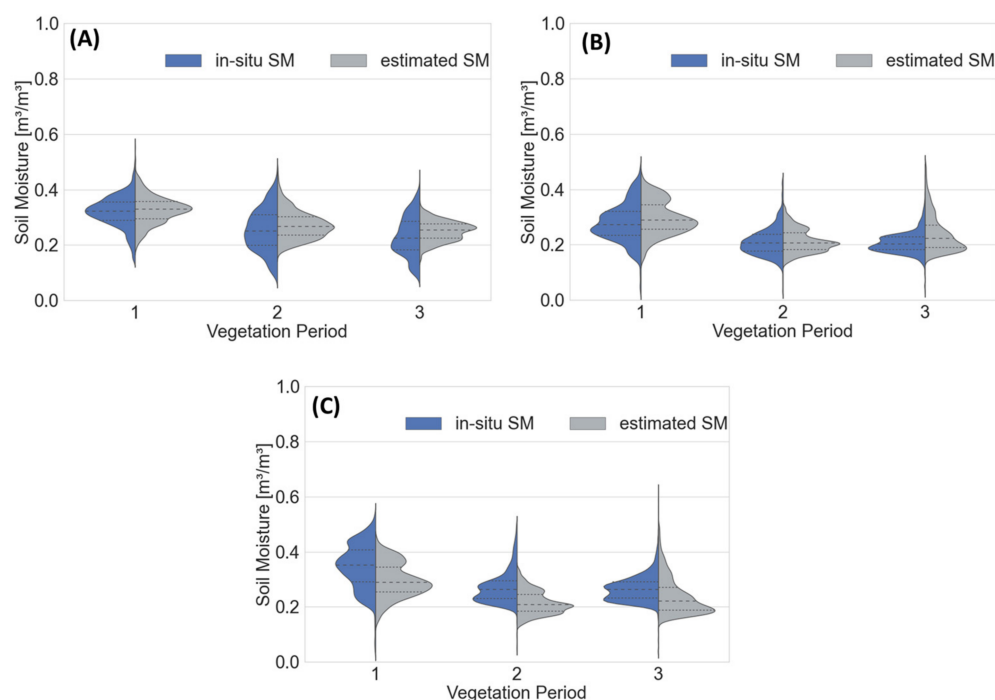 (A)
in-situ SM
estimated SM
Soil Moisture [m³/m³]
1.0
0.8
0.6
0.4
0.2
0.0
1
2
3
Vegetation Period
(B)
in-situ SM
estimated SM
Soil Moisture [m³/m³]
1.0
0.8
0.6
0.4
0.2
0.0
1
2
3
Vegetation Period
(C)
in-situ SM
estimated SM
Soil Moisture [m³/m³]
1.0
0.8
0.6
0.4
0.2
0.0
1
2
3
Vegetation Period